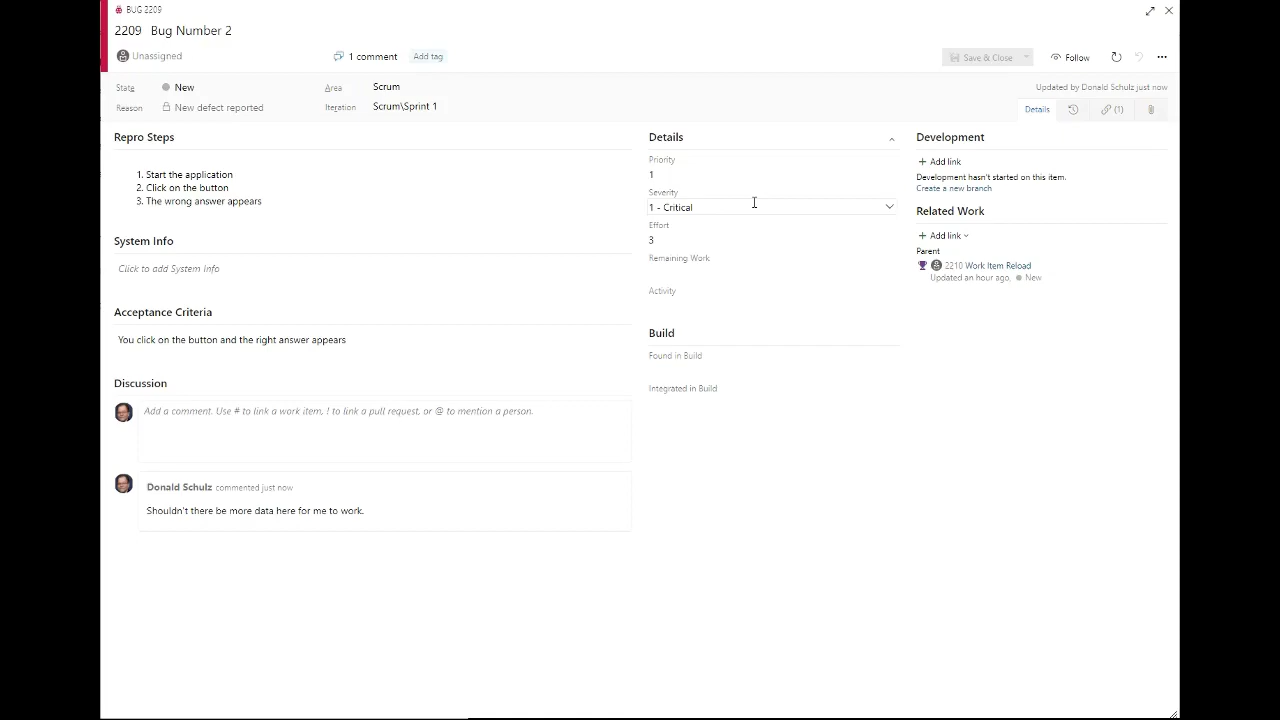 BUG 2209
2209 Bug Number 2
Unassigned
1 comment
Add tag
Save & Close
Follow
State
New
Area
Scrum
Updated by Donald Schulz just now
Reason
New defect reported
Iteration
Scrum\Sprint 1
Details
(1)
Repro Steps
1. Start the application
2. Click on the button
3. The wrong answer appears
System Info
Click to add System Info
Acceptance Criteria
You click on the button and the right answer appears
Discussion
Add a comment. Use # to link a work item, ! to link a pull request, or @ to mention a person.
Donald Schulz commented just now
Shouldn't there be more data here for me to work.
Details
Priority
1
Severity
1 - Critical
Effort
3
Remaining Work
Activity
Build
Found in Build
Integrated in Build
Development
+ Add link
Development hasn't started on this item.
Create a new branch
Related Work
+ Add link
Parent
2210 Work Item Reload
Updated an hour ago, New